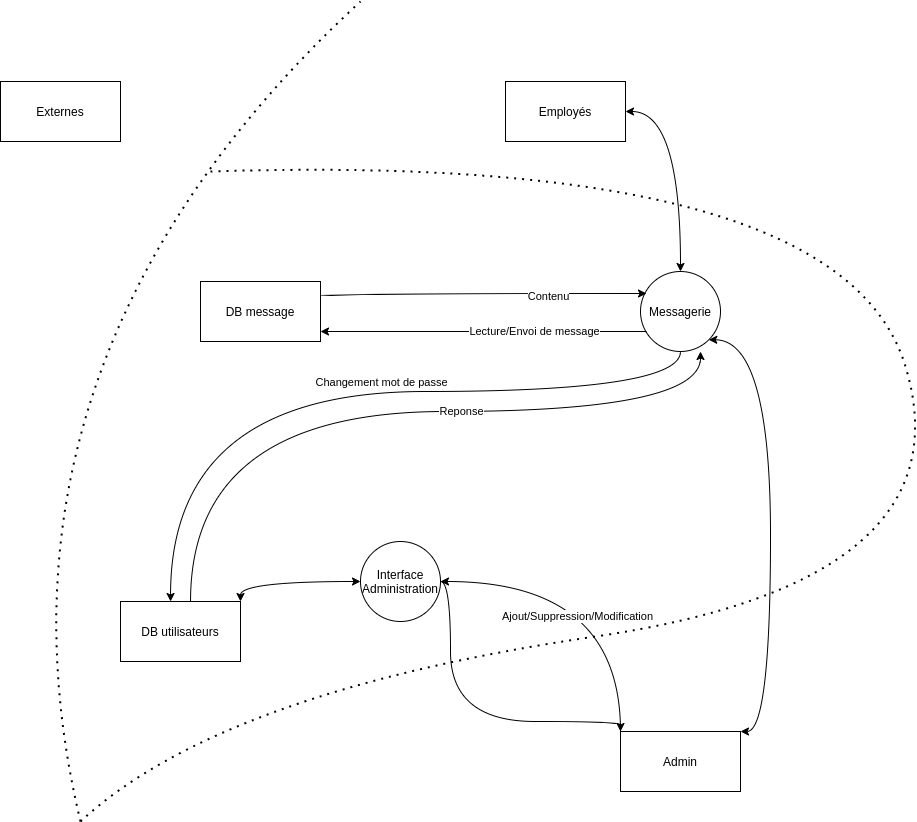 Externes
Employés
DB message
Contenu
Messagerie
Lecture/Envoi de message
Changement mot de passe
Reponse
Interface
Administration
Ajout/Suppression/Modification
DB utilisateurs
Admin